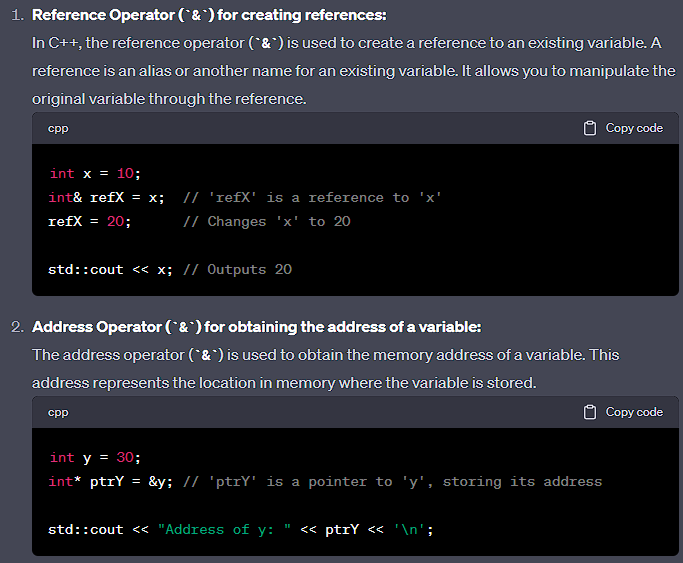 1. Reference Operator (`&`) for creating references:
In C++, the reference operator (`&`) is used to create a reference to an existing variable. A
reference is an alias or another name for an existing variable. It allows you to manipulate the
original variable through the reference.
cpp Copy code
int x = 10;
int& refX = x;  // 'refX' is a reference to 'x'
refX = 20;      // Changes 'x' to 20
std::cout << x; // Outputs 20
2. Address Operator (`&`) for obtaining the address of a variable:
The address operator (`&`) is used to obtain the memory address of a variable. This
address represents the location in memory where the variable is stored.
cpp Copy code
int y = 30;
int* ptrY = &y; // 'ptrY' is a pointer to 'y', storing its address
std::cout << "Address of y: " << ptrY << '\n';